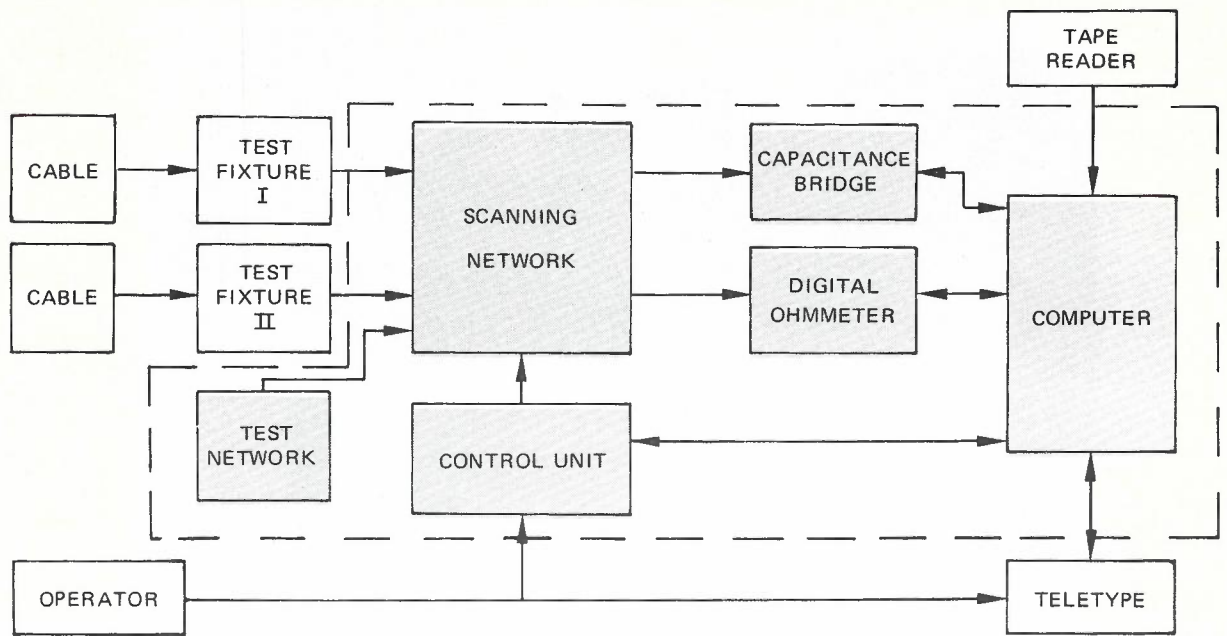 TAPE
READER
CABLE
TEST
FIXTURE
I
SCANNING
NETWORK
CAPACITANCE
BRIDGE
CABLE
TEST
FIXTURE
II
DIGITAL
OHMMETER
COMPUTER
TEST
NETWORK
CONTROL UNIT
OPERATOR
TELETYPE